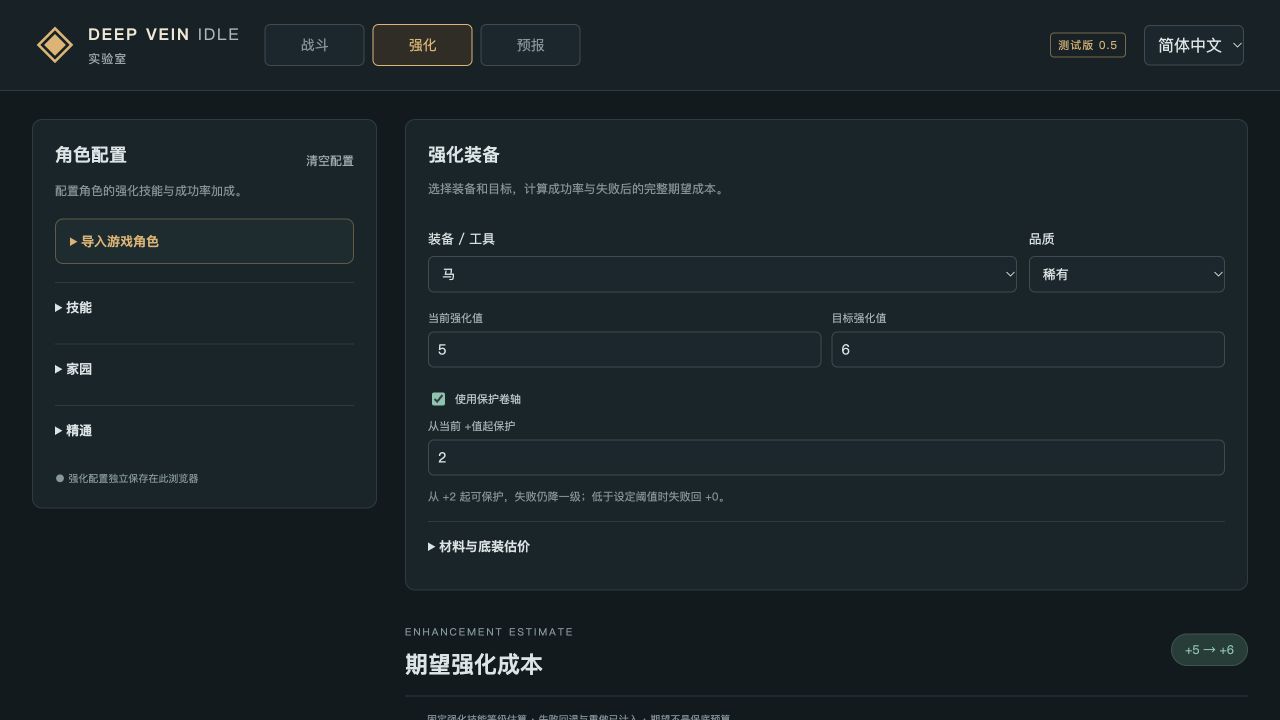 DEEP VEIN IDLE
实验室
战斗
强化
预报
测试版 0.5
简体中文
角色配置
清空配置
配置角色的强化技能与成功率加成。
导入游戏角色
技能
家园
精通
强化配置独立保存在此浏览器
强化装备
选择装备和目标，计算成功率与失败后的完整期望成本。
装备 / 工具
品质
马
稀有
当前强化值
目标强化值
5
6
使用保护卷轴
从当前 +值起保护
2
从 +2 起可保护，失败仍降一级；低于设定阈值时失败回 +0。
材料与底装估价
ENHANCEMENT ESTIMATE
期望强化成本
+5 → +6